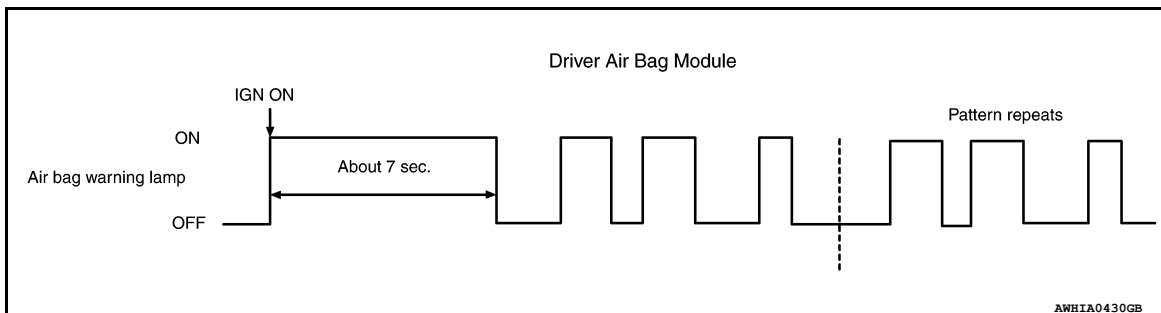 Driver Air Bag Module
IGN ON
Pattern repeats
ON
About 7 sec.
Air bag warning lamp
OFF
AWHIA0430GB